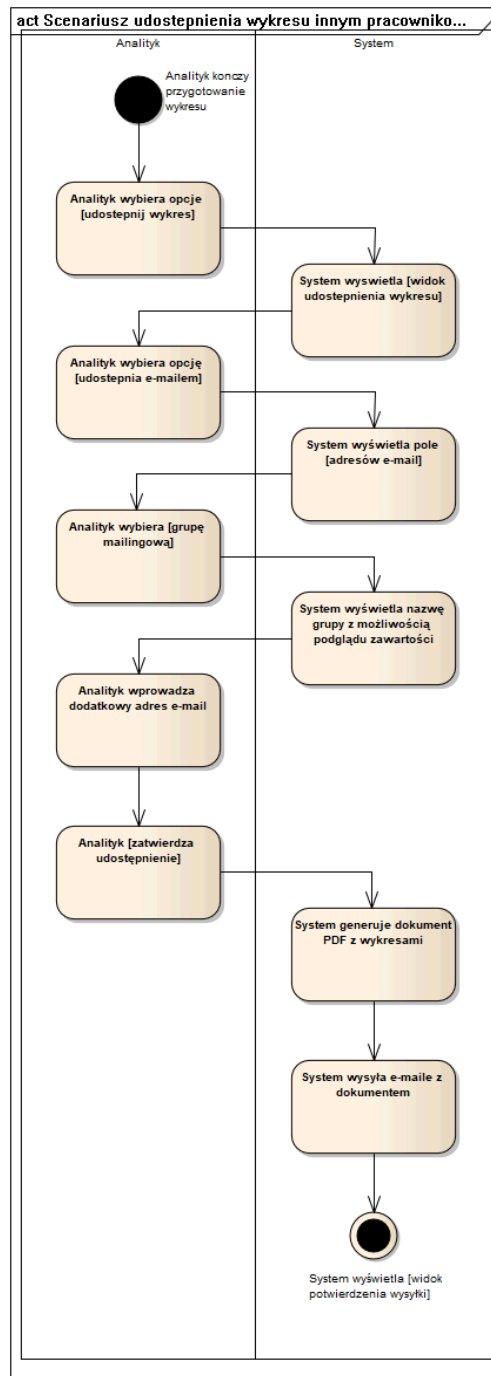 act Scenariusz udostepnienia wykresu innym pracowniko...
Analityk
System
Analityk konczy
przygotowanie
wykresu
Analityk wybiera opcje
[udostepnij wykres]
System wyswietla [widok
udostepnienia wykresu]
Analityk wybiera opcję
[udostepnia e-mailem]
System wyświetla pole
[adresów e-mail]
Analityk wybiera [grupę
mailingową]
System wyświetla nazwę
grupy z możliwością
podglądu zawartości
Analityk wprowadza
dodatkowy adres e-mail
Analityk [zatwierdza
udostępnienie]
System generuje dokument
PDF z wykresami
System wysyła e-maile z
dokumentem
System wyświetla [widok
potwierdzenia wysyłki]